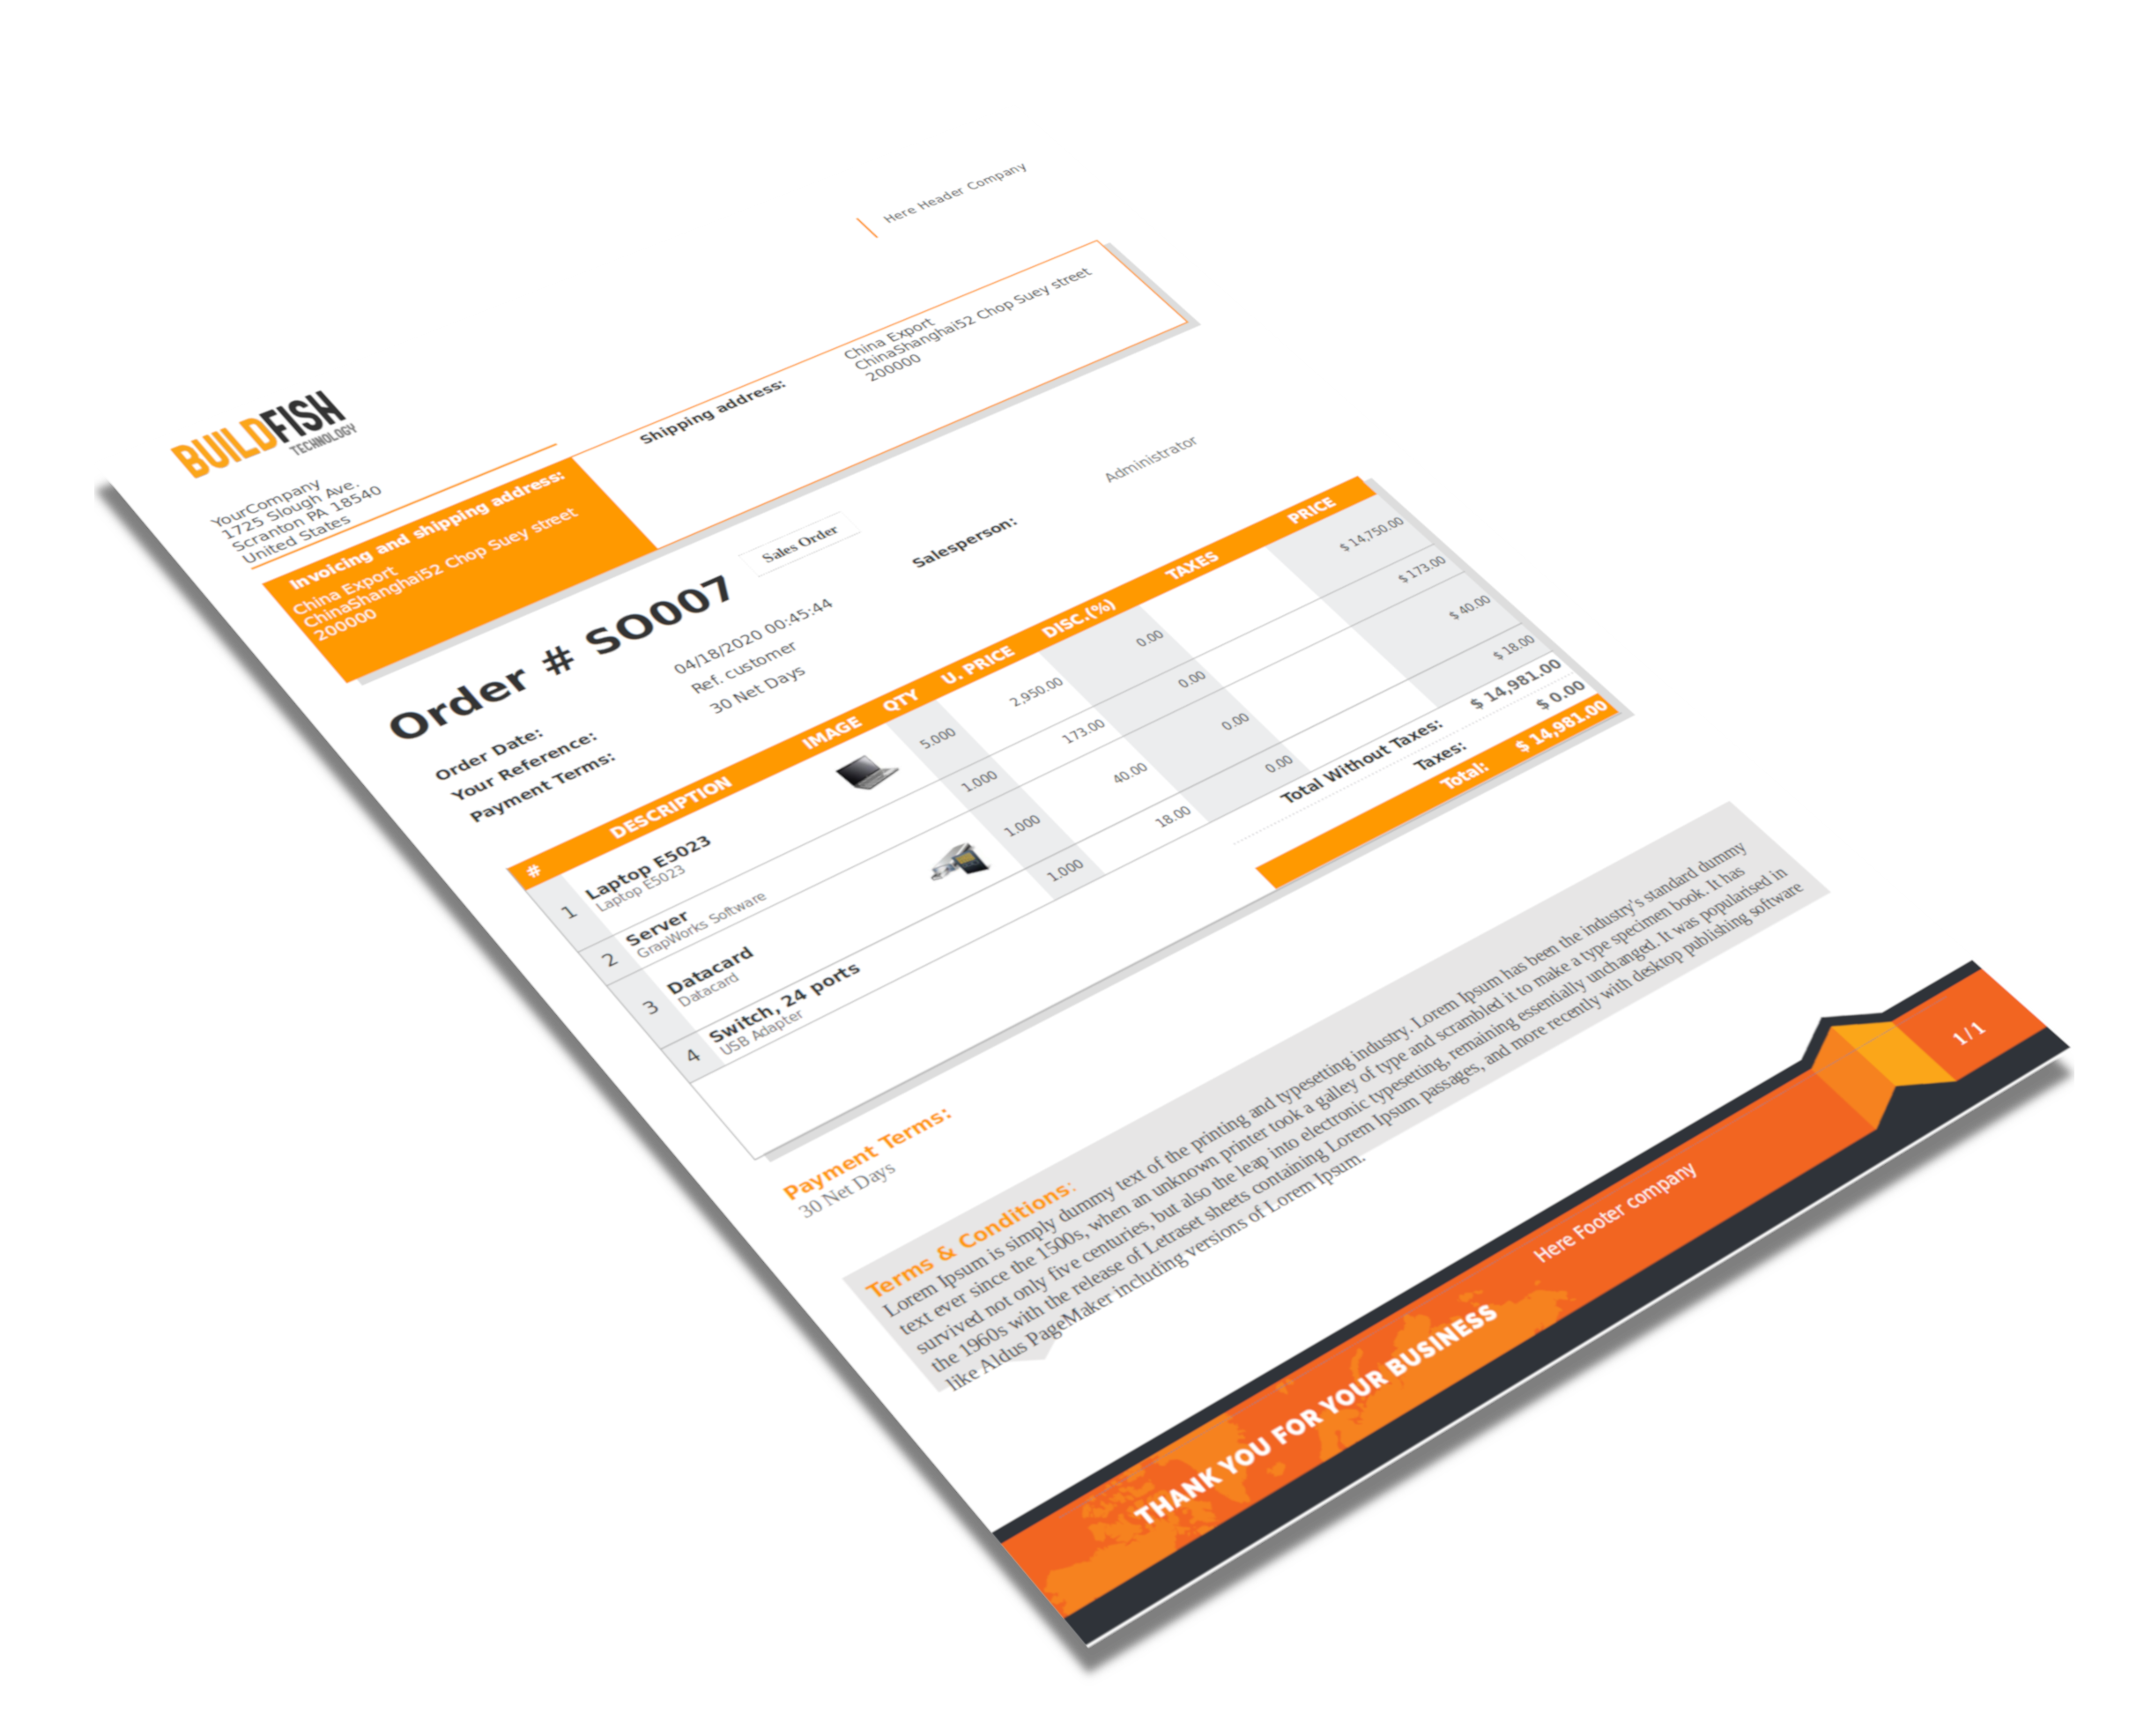 Here Header Company
BUILDFISH
TECHNOLOGY
YourCompany
1725 Slough Ave.
Scranton PA 18540
United States
Invoicing and shipping address:
China Export
ChinaShanghai52 Chop Suey street
200000
Shipping address:
China Export
ChinaShanghai52 Chop Suey street
200000
Order # SO007
Sales Order
Order Date: 04/18/2020 00:45:44
Your Reference: Ref. customer
Payment Terms: 30 Net Days
Salesperson: Administrator
# DESCRIPTION IMAGE QTY U. PRICE DISC.(%) TAXES PRICE
1 Laptop E5023 5.000 2,950.00 0.00 $ 14,750.00
Laptop E5023
2 Server 1.000 173.00 0.00 $ 173.00
GrapWorks Software
3 Datacard 1.000 40.00 0.00 $ 40.00
Datacard
4 Switch, 24 ports 1.000 18.00 0.00 $ 18.00
USB Adapter
Total Without Taxes: $ 14,981.00
Taxes: $ 0.00
Total: $ 14,981.00
Payment Terms:
30 Net Days
Terms & Conditions:
Lorem Ipsum is simply dummy text of the printing and typesetting industry. Lorem Ipsum has been the industry's standard dummy
text ever since the 1500s, when an unknown printer took a galley of type and scrambled it to make a type specimen book. It has
survived not only five centuries, but also the leap into electronic typesetting, remaining essentially unchanged. It was popularised in
the 1960s with the release of Letraset sheets containing Lorem Ipsum passages, and more recently with desktop publishing software
like Aldus PageMaker including versions of Lorem Ipsum.
THANK YOU FOR YOUR BUSINESS
Here Footer company
1 / 1